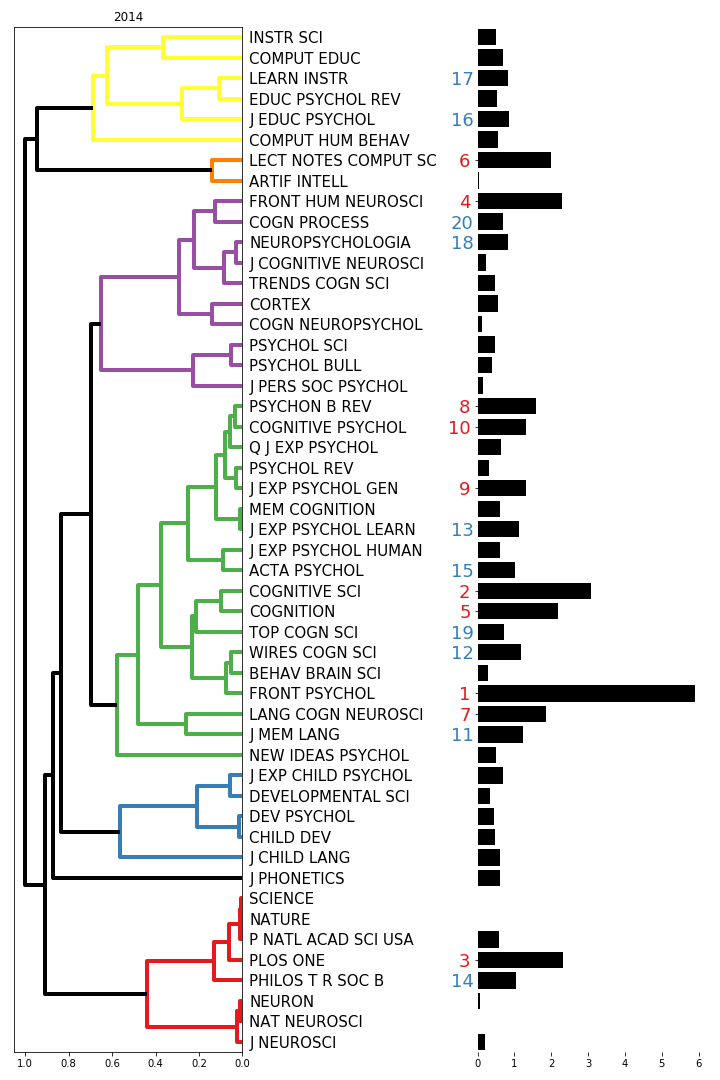 2014
INSTR SCI
COMPUT EDUC
LEARN INSTR 17
EDUC PSYCHOL REV
J EDUC PSYCHOL 16
COMPUT HUM BEHAV
LECT NOTES COMPUT SC 6
ARTIF INTELL
FRONT HUM NEUROSCI 4
COGN PROCESS 20
NEUROPSYCHOLOGIA 18
J COGNITIVE NEUROSCI
TRENDS COGN SCI
CORTEX
COGN NEUROPSYCHOL
PSYCHOL SCI
PSYCHOL BULL
J PERS SOC PSYCHOL
PSYCHON B REV 8
COGNITIVE PSYCHOL 10
Q J EXP PSYCHOL
PSYCHOL REV
J EXP PSYCHOL GEN 9
MEM COGNITION
J EXP PSYCHOL LEARN 13
J EXP PSYCHOL HUMAN
ACTA PSYCHOL 15
COGNITIVE SCI 2
COGNITION 5
TOP COGN SCI 19
WIRES COGN SCI 12
BEHAV BRAIN SCI
FRONT PSYCHOL 1
LANG COGN NEUROSCI 7
J MEM LANG 11
NEW IDEAS PSYCHOL
J EXP CHILD PSYCHOL
DEVELOPMENTAL SCI
DEV PSYCHOL
CHILD DEV
J CHILD LANG
J PHONETICS
SCIENCE
NATURE
P NATL ACAD SCI USA
PLOS ONE 3
PHILOS T R SOC B 14
NEURON
NAT NEUROSCI
J NEUROSCI
1.0 0.8 0.6 0.4 0.2 0.0 0 1 2 3 4 5 6